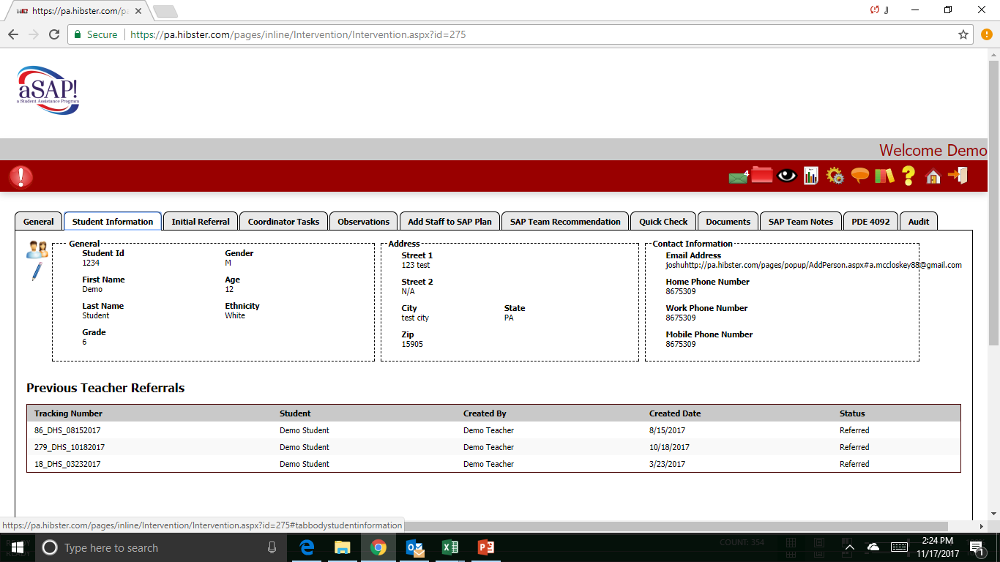 https://pa.hibster.com/pa
J
Secure https://pa.hibster.com/pages/inline/Intervention/Intervention.aspx?id=275
aSAP!
a Student Assistance Program
Welcome Demo
4
General Student Information Initial Referral Coordinator Tasks Observations Add Staff to SAP Plan SAP Team Recommendation Quick Check Documents SAP Team Notes PDE 4092 Audit
General
Student Id Gender
1234 M
First Name Age
Demo 12
Last Name Ethnicity
Student White
Grade
6
Address
Street 1
123 test
Street 2
N/A
City State
test city PA
Zip
15905
Contact Information
Email Address
joshuhttp://pa.hibster.com/pages/popup/AddPerson.aspx#a.mccloskey88@gmail.com
Home Phone Number
8675309
Work Phone Number
8675309
Mobile Phone Number
8675309
Previous Teacher Referrals
Tracking Number Student Created By Created Date Status
86_DHS_08152017 Demo Student Demo Teacher 8/15/2017 Referred
279_DHS_10182017 Demo Student Demo Teacher 10/18/2017 Referred
18_DHS_03232017 Demo Student Demo Teacher 3/23/2017 Referred
https://pa.hibster.com/pages/inline/Intervention/Intervention.aspx?id=275#tabbodystudentinformation
Type here to search
COUNT: 354
2:24 PM
11/17/2017
1